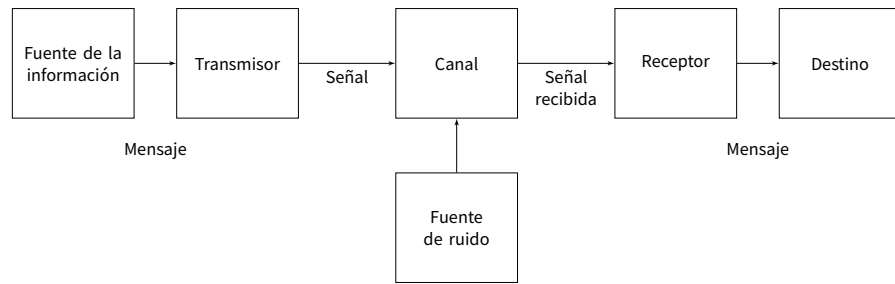 Fuente de la
información
Transmisor
Señal
Canal
Señal
recibida
Receptor
Destino
Mensaje
Mensaje
Fuente
de ruido